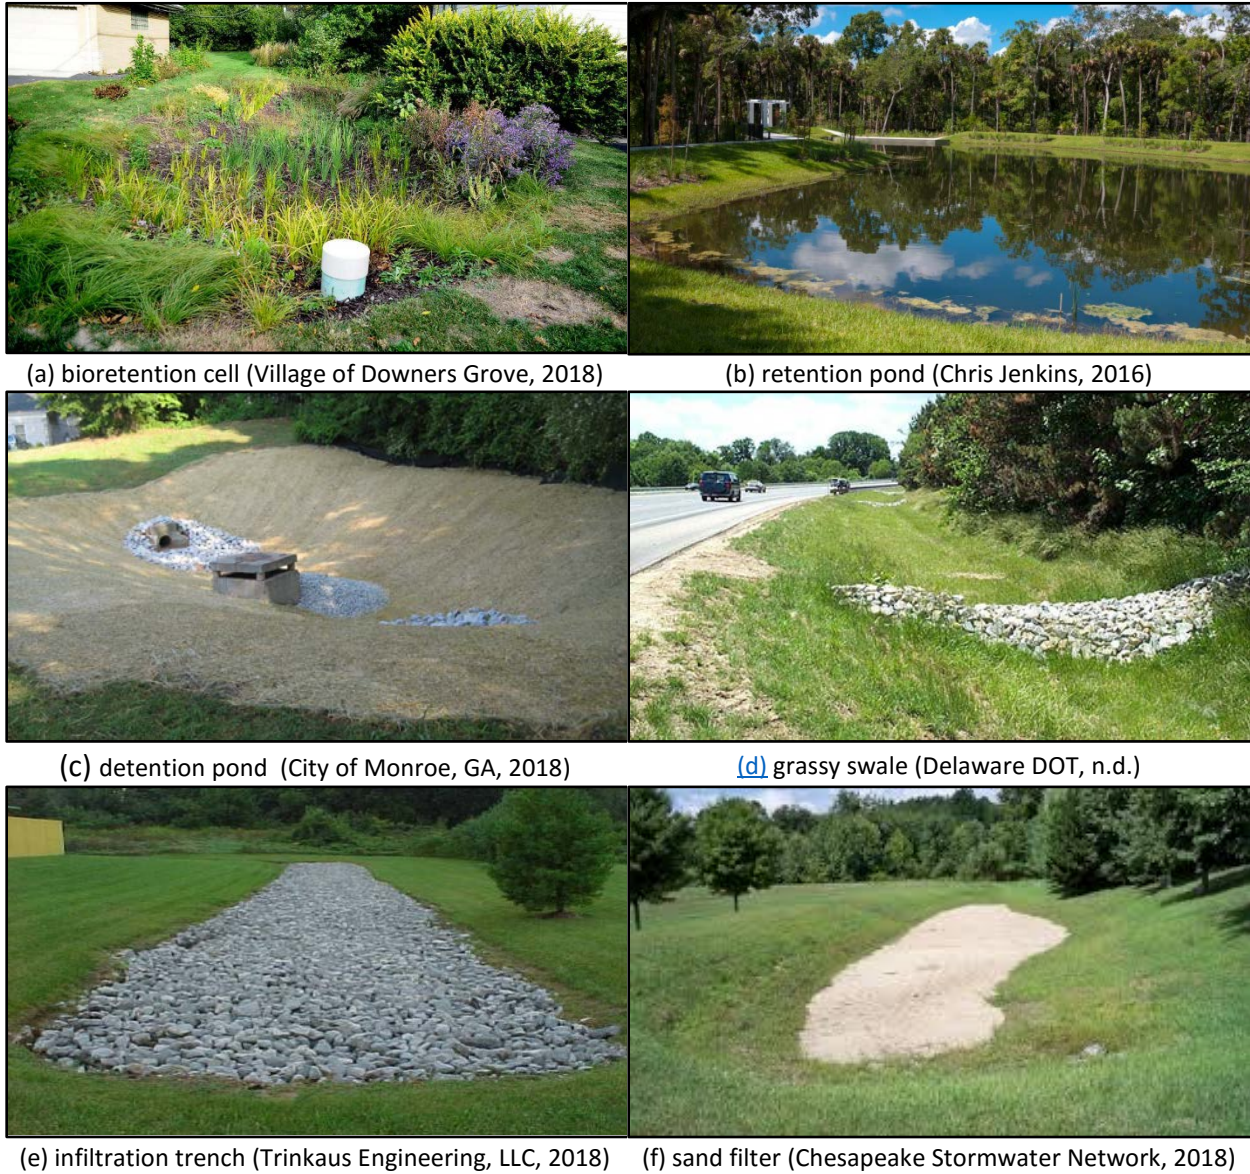 (a) bioretention cell (Village of Downers Grove, 2018)
(b) retention pond (Chris Jenkins, 2016)
(c) detention pond (City of Monroe, GA, 2018)
(d) grassy swale (Delaware DOT, n.d.)
(e) infiltration trench (Trinkaus Engineering, LLC, 2018)
(f) sand filter (Chesapeake Stormwater Network, 2018)